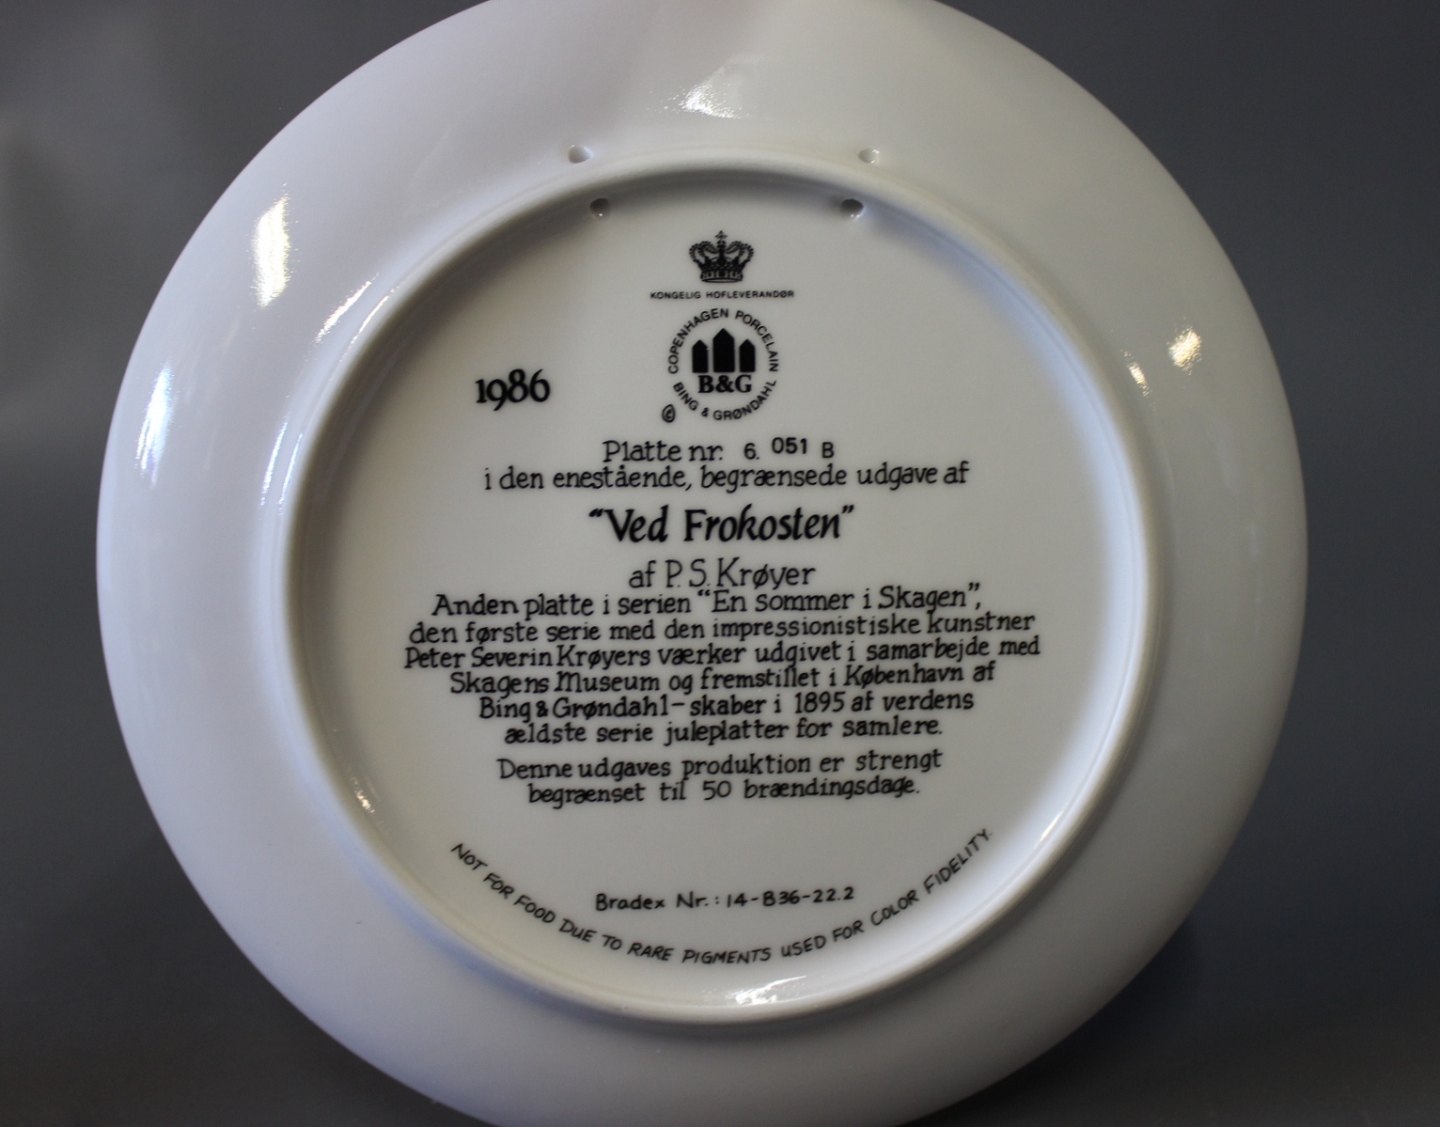 KONGELIG HOFLEVERANDØR
COPENHAGEN PORCELAIN
B&G
BING & GRØNDAHL
©
1986
Platte nr. 6. 051 B
i den enestående, begrænsede udgave af
"Ved Frokosten"
af P. S. Krøyer
Anden platte i serien "En sommer i Skagen",
den første serie med den impressionistiske kunstner
Peter Severin Krøyers værker udgivet i samarbejde med
Skagens Museum og fremstillet i København af
Bing & Grøndahl - skaber i 1895 af verdens
ældste serie juleplatter for samlere.
Denne udgaves produktion er strengt
begrænset til 50 brændingsdage.
Bradex Nr.: 14-B36-22.2
NOT FOR FOOD DUE TO RARE PIGMENTS USED FOR COLOR FIDELITY.